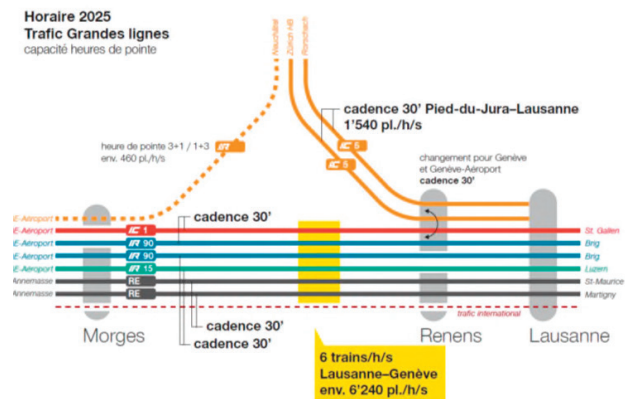 Horaire 2025
Trafic Grandes lignes
capacité heures de pointe
Neuchâtel
Zürich HB
Rorschach
cadence 30' Pied-du-Jura–Lausanne
1'540 pl./h/s
heure de pointe 3+1 / 1+3
env. 460 pl./h/s
IR
IC 5
IC 5
changement pour Genève
et Genève-Aéroport
cadence 30'
E-Aéroport
cadence 30'
E-Aéroport IC 1 St. Gallen
E-Aéroport IR 90 Brig
E-Aéroport IR 90 Brig
E-Aéroport IR 15 Luzern
Annemasse RE St-Maurice
Annemasse RE Martigny
trafic international
cadence 30'
cadence 30'
Morges
Renens
Lausanne
6 trains/h/s
Lausanne–Genève
env. 6'240 pl./h/s